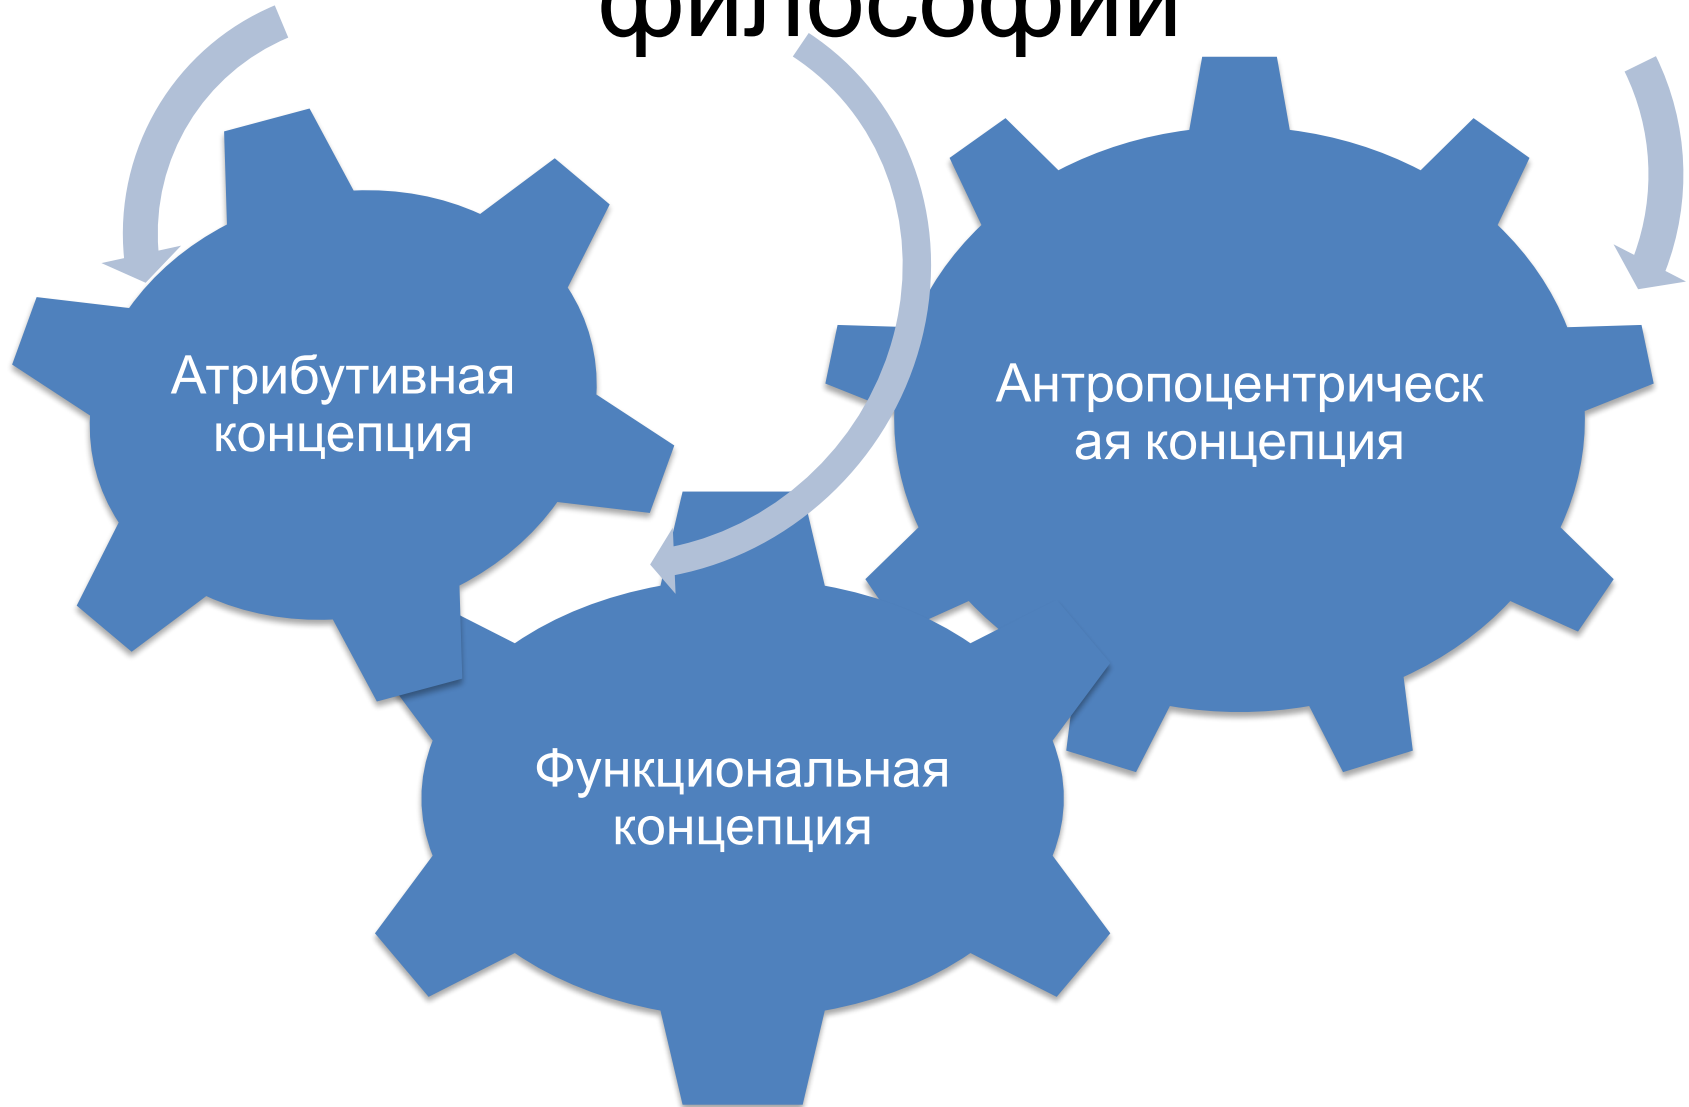 философии
Атрибутивная
концепция
Антропоцентрическ
ая концепция
Функциональная
концепция